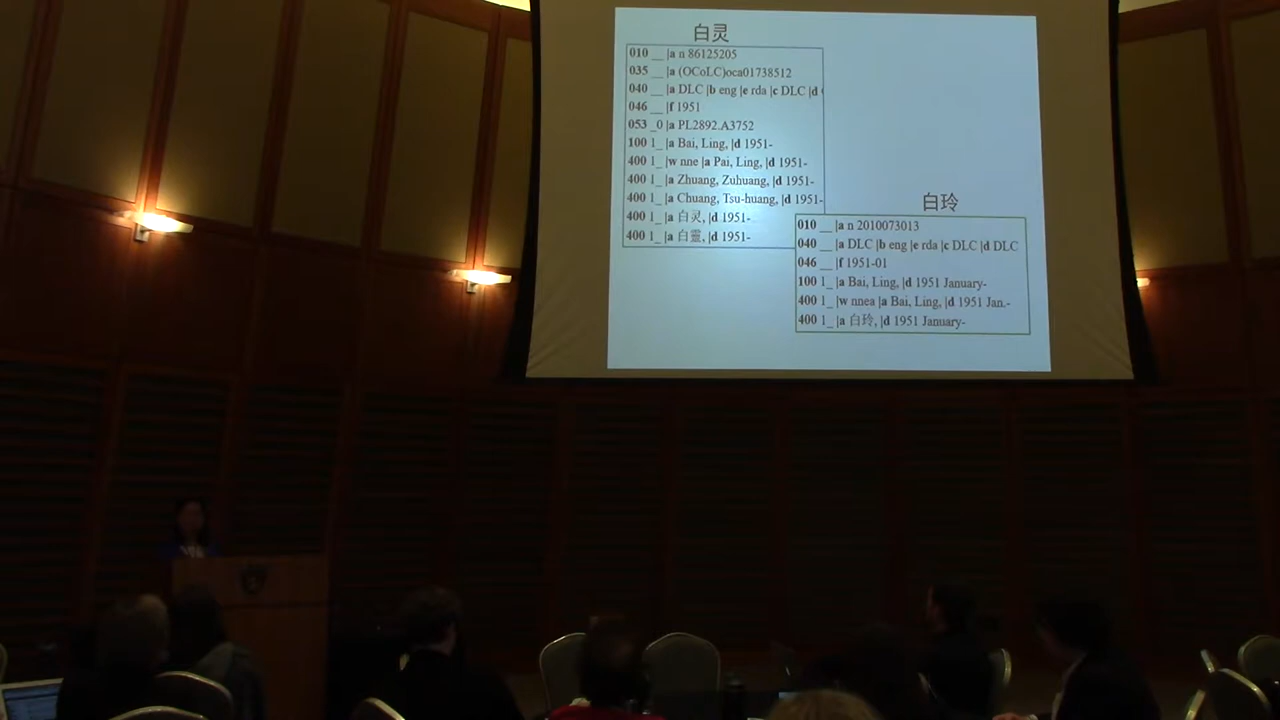 白灵
010 __ |a n 86125205
035 __ |a (OCoLC)oca01738512
040 __ |a DLC |b eng |e rda |c DLC |d
046 __ |f 1951
053 _0 |a PL2892.A3752
100 1_ |a Bai, Ling, |d 1951-
400 1_ |w nne |a Pai, Ling, |d 1951-
400 1_ |a Zhuang, Zuhuang, |d 1951-
400 1_ |a Chuang, Tsu-huang, |d 1951-
400 1_ |a 白灵, |d 1951-
400 1_ |a 白靈, |d 1951-
白玲
010 __ |a n 2010073013
040 __ |a DLC |b eng |e rda |c DLC |d DLC
046 __ |f 1951-01
100 1_ |a Bai, Ling, |d 1951 January-
400 1_ |w nnea |a Bai, Ling, |d 1951 Jan.-
400 1_ |a 白玲, |d 1951 January-